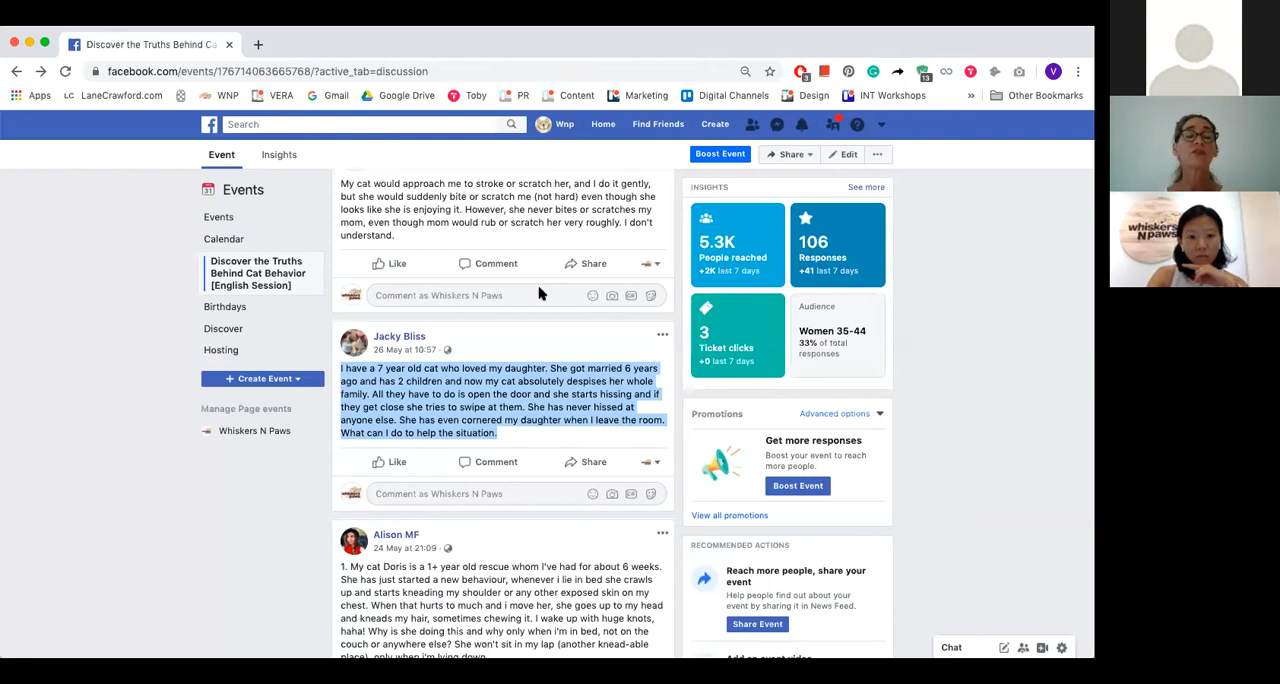 Discover the Truths Behind Ca
facebook.com/events/176714063665768/?active_tab=discussion
3
13
V
Apps
LC LaneCrawford.com
WNP
VERA
Gmail
Google Drive
Toby
PR
Content
Marketing
Digital Channels
Design
INT Workshops
»
Other Bookmarks
Search
Wnp
Home
Find Friends
Create
Event
Insights
Boost Event
Share
Edit
31 Events
Events
Calendar
Discover the Truths
Behind Cat Behavior
[English Session]
Birthdays
Discover
Hosting
+ Create Event
Manage Page events
Whiskers N Paws
My cat would approach me to stroke or scratch her, and I do it gently,
but she would suddenly bite or scratch me (not hard) even though she
looks like she is enjoying it. However, she never bites or scratches my
mom, even though mom would rub or scratch her very roughly. I don't
understand.
Like
Comment
Share
Comment as Whiskers N Paws
Jacky Bliss
26 May at 10:57
I have a 7 year old cat who loved my daughter. She got married 6 years
ago and has 2 children and now my cat absolutely despises her whole
family. All they have to do is open the door and she starts hissing and if
they get close she tries to swipe at them. She has never hissed at
anyone else. She has even cornered my daughter when I leave the room.
What can I do to help the situation.
Like
Comment
Share
Comment as Whiskers N Paws
Alison MF
24 May at 21:09
1. My cat Doris is a 1+ year old rescue whom I've had for about 6 weeks.
She has just started a new behaviour, whenever i lie in bed she crawls
up and starts kneading my shoulder or any other exposed skin on my
chest. When that hurts to much and i move her, she goes up to my head
and kneads my hair, sometimes chewing it. I wake up with huge knots,
haha! Why is she doing this and why only when i'm in bed, not on the
couch or anywhere else? She won't sit in my lap (another knead-able
place), only when i'm lying down.
INSIGHTS
See more
5.3K
People reached
+2K last 7 days
106
Responses
+41 last 7 days
3
Ticket clicks
+0 last 7 days
Audience
Women 35-44
33% of total
responses
Promotions
Advanced options
Get more responses
Boost your event to reach
more people.
Boost Event
View all promotions
RECOMMENDED ACTIONS
Reach more people, share your
event
Help people find out about your
event by sharing it in News Feed.
Share Event
Add an event video
Chat
whiskers
N paws